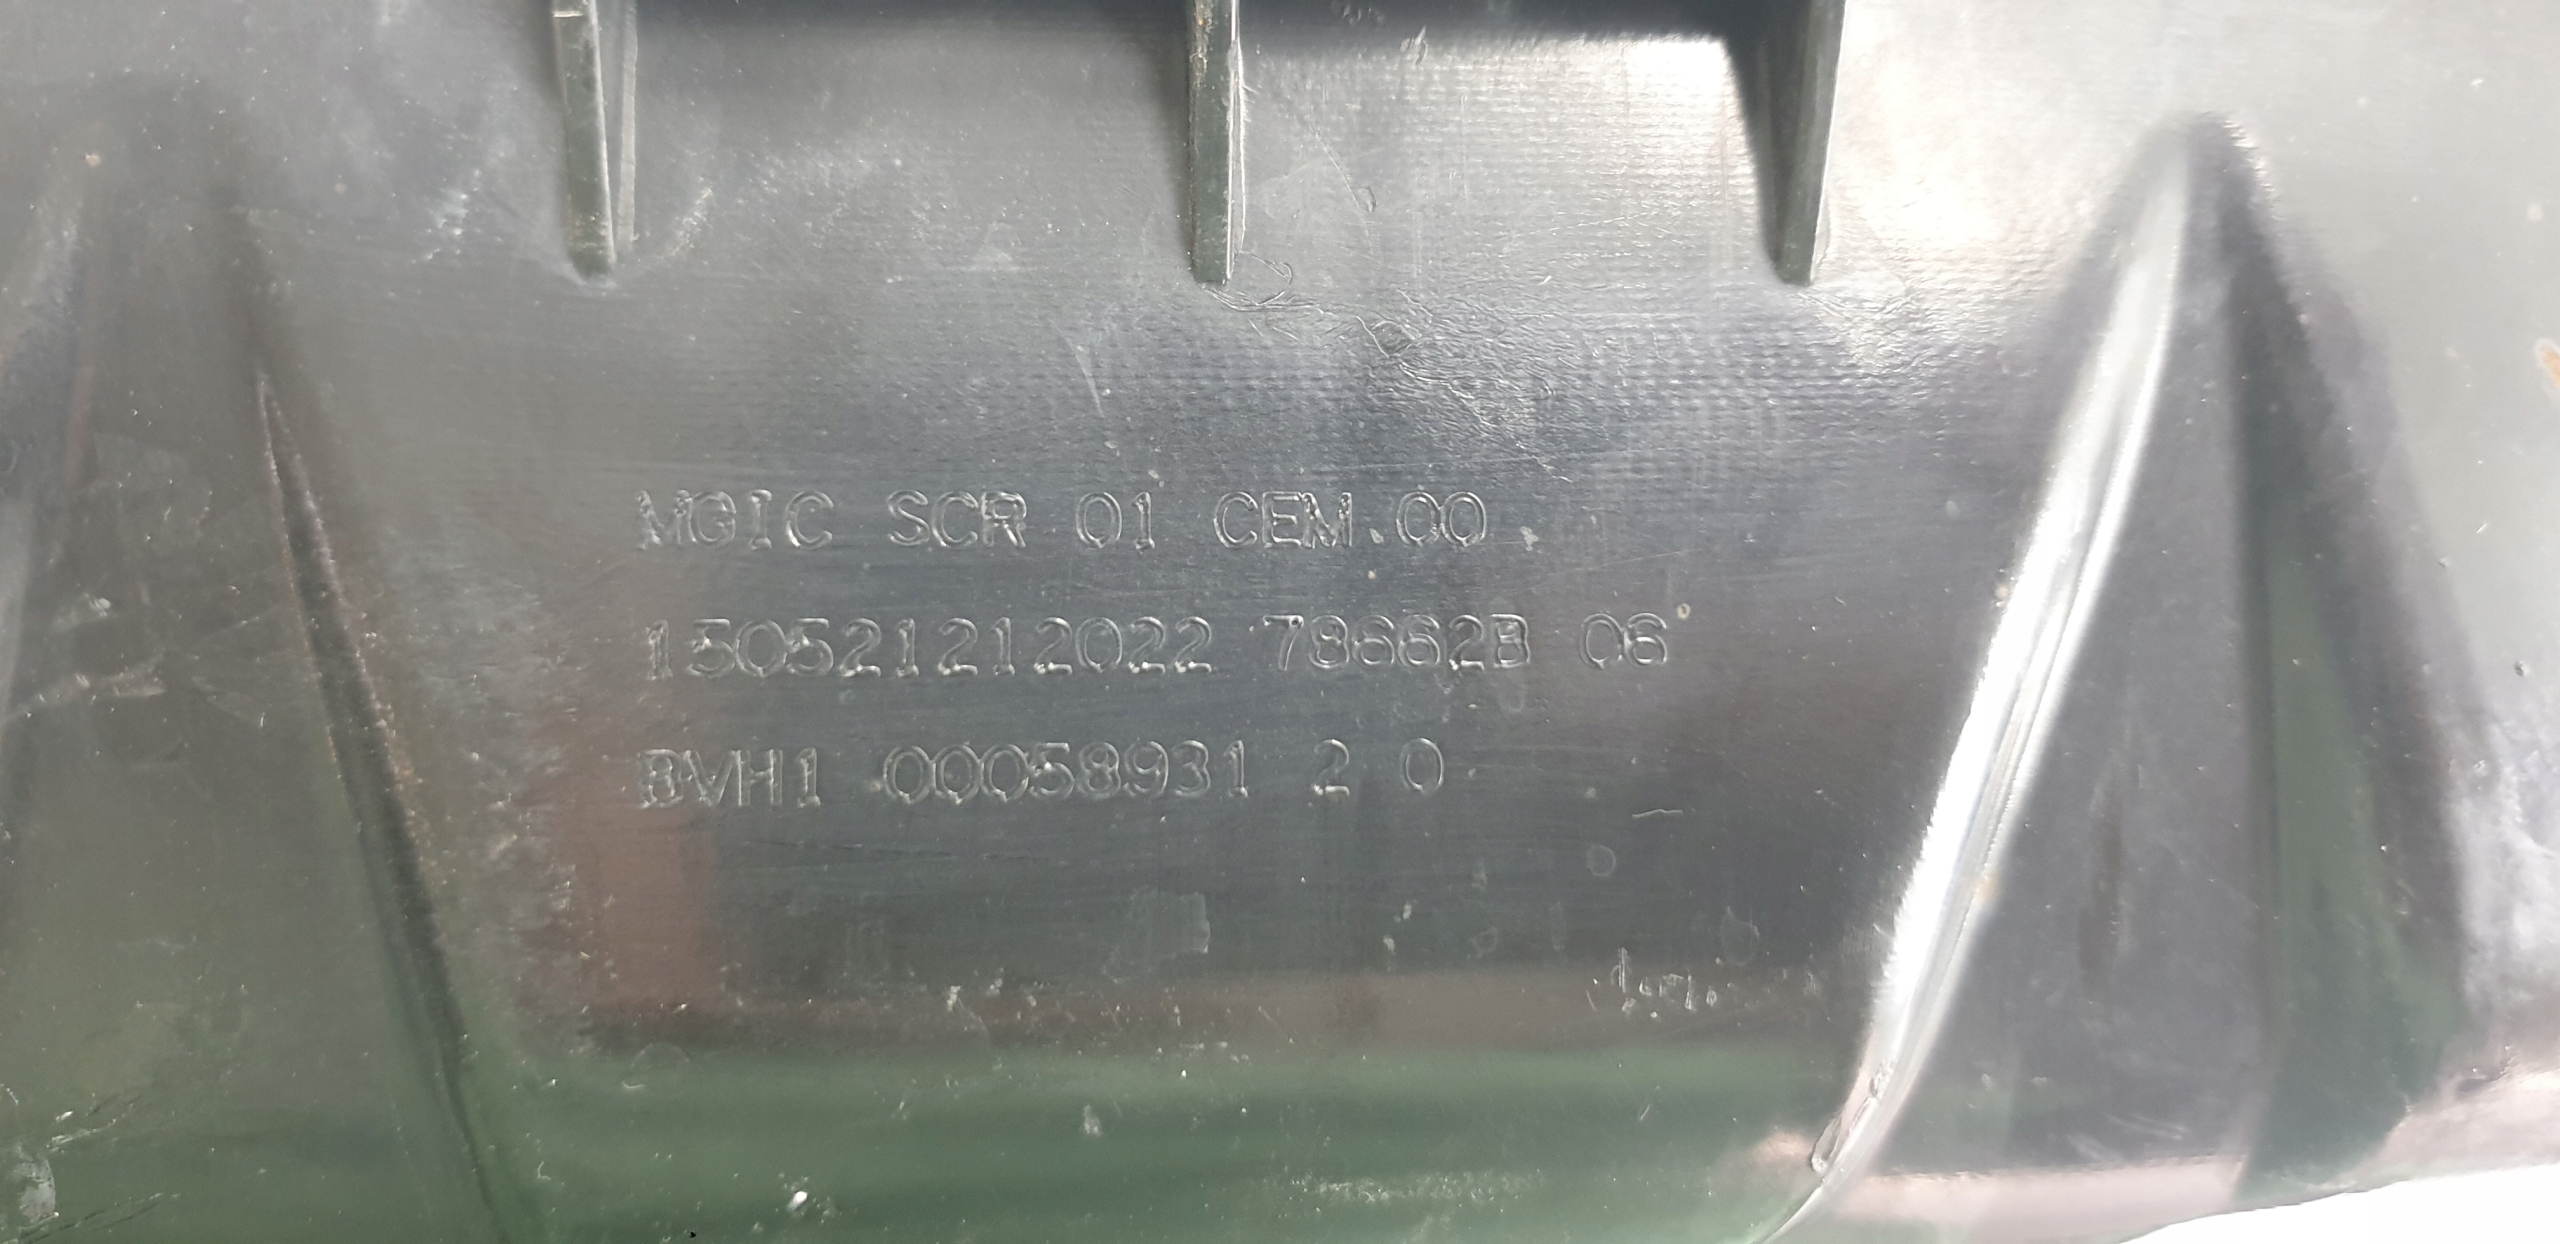 MGIC SCR 01 CEM.00
150521212022 78662B 06
BVH1 00058931 2 0